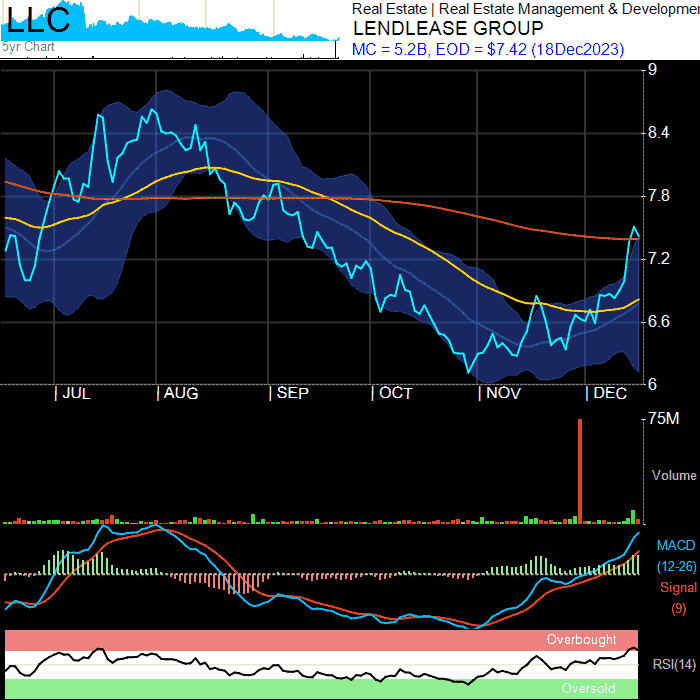 LLC
5yr Chart
Real Estate | Real Estate Management & Developmen
LENDLEASE GROUP
MC = 5.2B, EOD = $7.42 (18Dec2023)
9
8.4
7.8
7.2
6.6
6
JUL
AUG
SEP
OCT
NOV
DEC
75M
Volume
MACD
(12-26)
Signal
(9)
Overbought
RSI(14)
Oversold